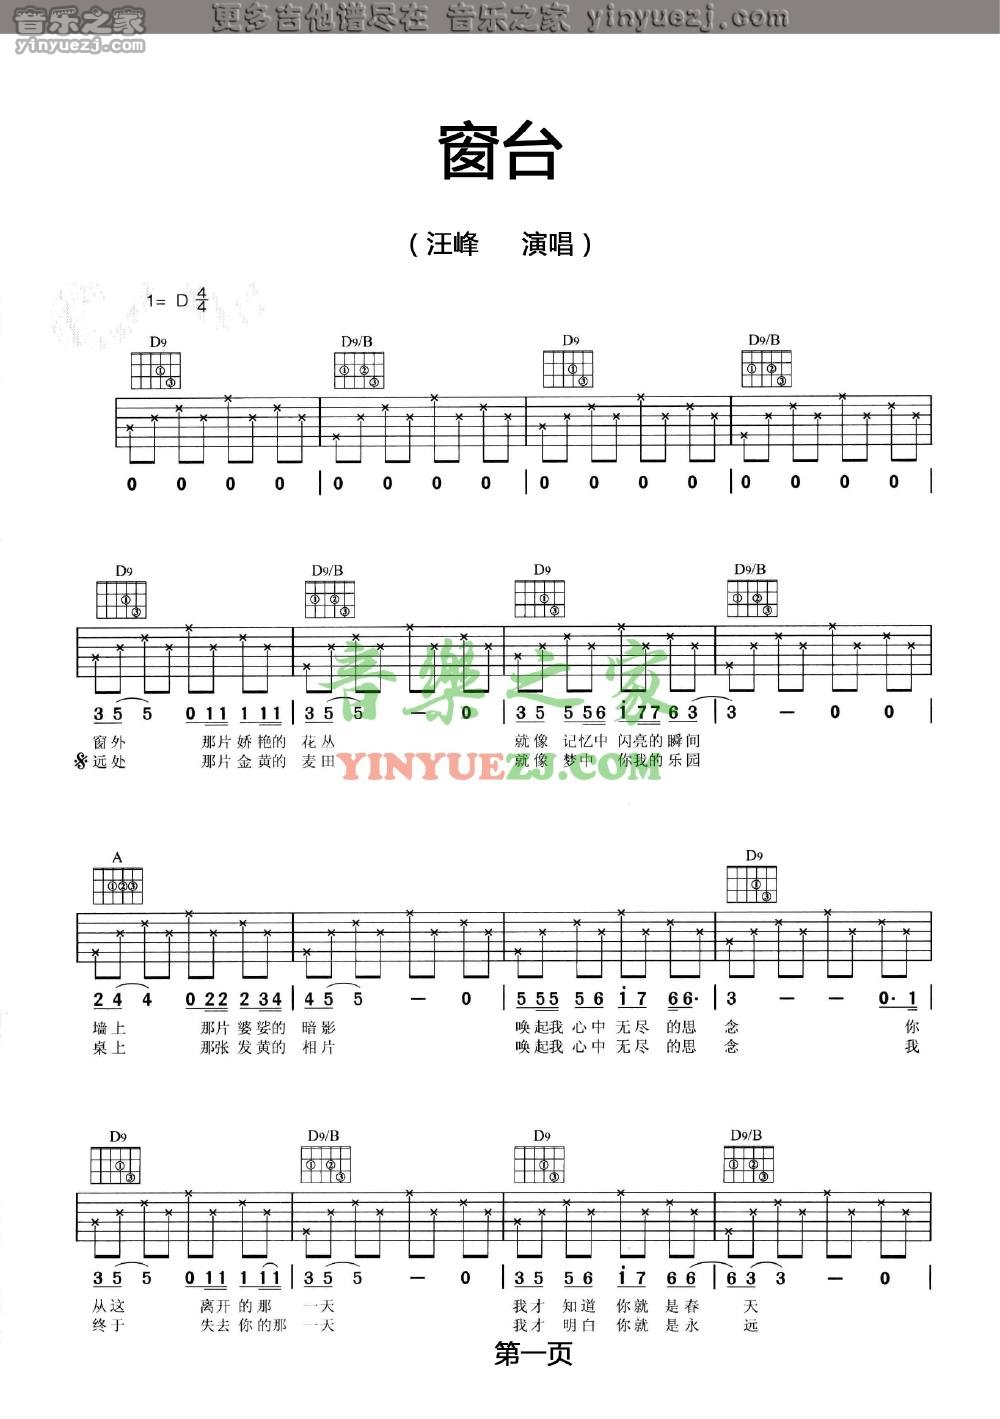 音乐之家 更多吉他谱尽在 音乐之家 yinyuezj.com
yinyuezj.com
窗台
（汪峰 演唱）
1= D 4/4
D9 D9/B D9 D9/B
0 0 0 0 | 0 0 0 0 | 0 0 0 0 | 0 0 0 0 |
D9 D9/B D9 D9/B
音樂之家
3 5 5 0 1 1 1 1 1 | 3 5 5 — 0 | 3 5 5 5 6 i 7 7 6 3 | 3 — 0 0 |
窗外 那片娇艳的 花丛 就像 记忆中 闪亮的瞬间
远处 那片金黄的 麦田 就像 梦中 你我的乐园
YINYUEZJ.COM
A D9
2 4 4 0 2 2 2 3 4 | 4 5 5 — 0 | 5 5 5 5 6 i 7 6 6· | 3 — — 0· 1 |
墙上 那片 婆娑的 暗影 唤起我 心中 无尽 的思 念 你
桌上 那张 发黄的 相片 唤起我 心中 无尽 的思 念 我
D9 D9/B D9 D9/B
3 5 5 0 1 1 1 1 1 | 3 5 5 — 0 | 3 5 5 6 i 7 6 6 | 6 3 3 — 0 |
从这 离开的那 一天 我才 知道 你就 是春 天
终于 失去你的那 一天 我才 明白 你就 是永 远
第一页